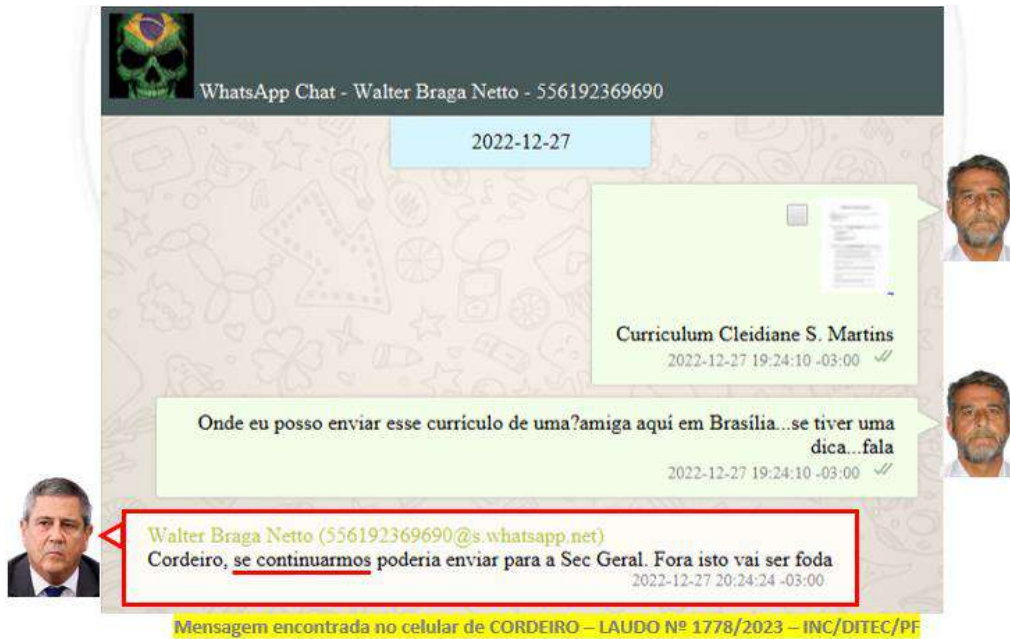 WhatsApp Chat - Walter Braga Netto - 556192369690
2022-12-27
Curriculum Cleidiane S. Martins
2022-12-27 19:24:10 -03:00
Onde eu posso enviar esse currículo de uma?amiga aquí em Brasília...se tiver uma
dica...fala
2022-12-27 19:24:10 -03:00
Walter Braga Netto (556192369690@s.whatsapp.net)
Cordeiro, se continuarmos poderia enviar para a Sec Geral. Fora isto vai ser foda
2022-12-27 20:24:24 -03:00
Mensagem encontrada no celular de CORDEIRO – LAUDO Nº 1778/2023 – INC/DITEC/PF